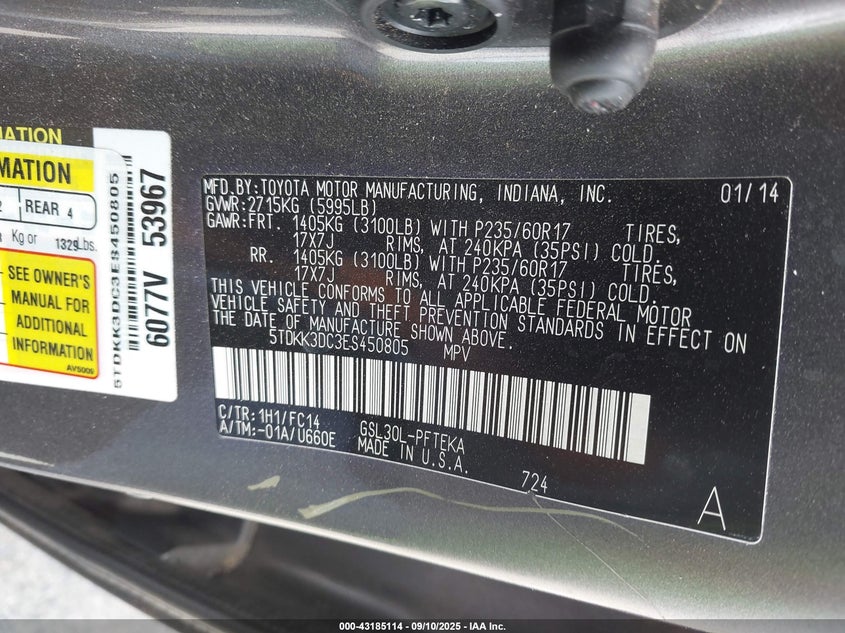 MATION
MATION
2 REAR 4
Kg or 1329Lbs.
SEE OWNER'S
MANUAL FOR
ADDITIONAL
INFORMATION
AVS009
5TDKK3DC3ES450805
6077V 53967
MFD.BY:TOYOTA MOTOR MANUFACTURING, INDIANA, INC. 01/14
GVWR:2715KG (5995LB)
GAWR:FRT. 1405KG (3100LB) WITH P235/60R17 TIRES,
17X7J RIMS, AT 240KPA (35PSI) COLD.
RR. 1405KG (3100LB) WITH P235/60R17 TIRES,
17X7J RIMS, AT 240KPA (35PSI) COLD.
THIS VEHICLE CONFORMS TO ALL APPLICABLE FEDERAL MOTOR
VEHICLE SAFETY AND THEFT PREVENTION STANDARDS IN EFFECT ON
THE DATE OF MANUFACTURE SHOWN ABOVE.
5TDKK3DC3ES450805 MPV
C/TR:1H1/FC14 GSL30L-PFTEKA
A/TM:-01A/U660E MADE IN U.S.A.
724
A
000-43185114 - 09/10/2025 - IAA Inc.